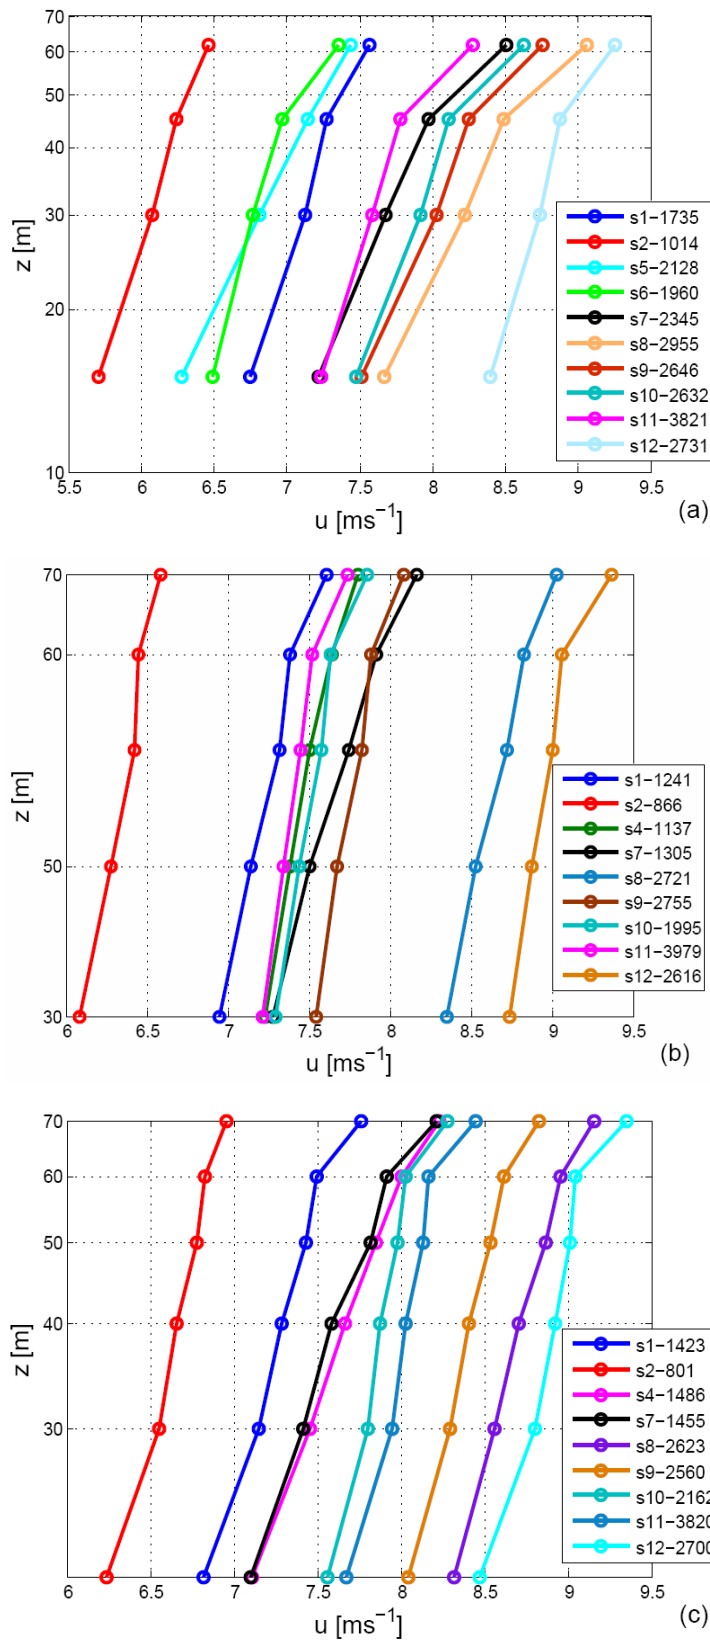 70
60
50
40
30
20
10
z [m]
5.5 6 6.5 7 7.5 8 8.5 9 9.5
u [ms⁻¹]
s1−1735
s2−1014
s5−2128
s6−1960
s7−2345
s8−2955
s9−2646
s10−2632
s11−3821
s12−2731
(a)
70
60
50
30
z [m]
6 6.5 7 7.5 8 8.5 9 9.5
u [ms⁻¹]
s1−1241
s2−866
s4−1137
s7−1305
s8−2721
s9−2755
s10−1995
s11−3979
s12−2616
(b)
70
60
50
40
30
z [m]
6 6.5 7 7.5 8 8.5 9 9.5
u [ms⁻¹]
s1−1423
s2−801
s4−1486
s7−1455
s8−2623
s9−2560
s10−2162
s11−3820
s12−2700
(c)